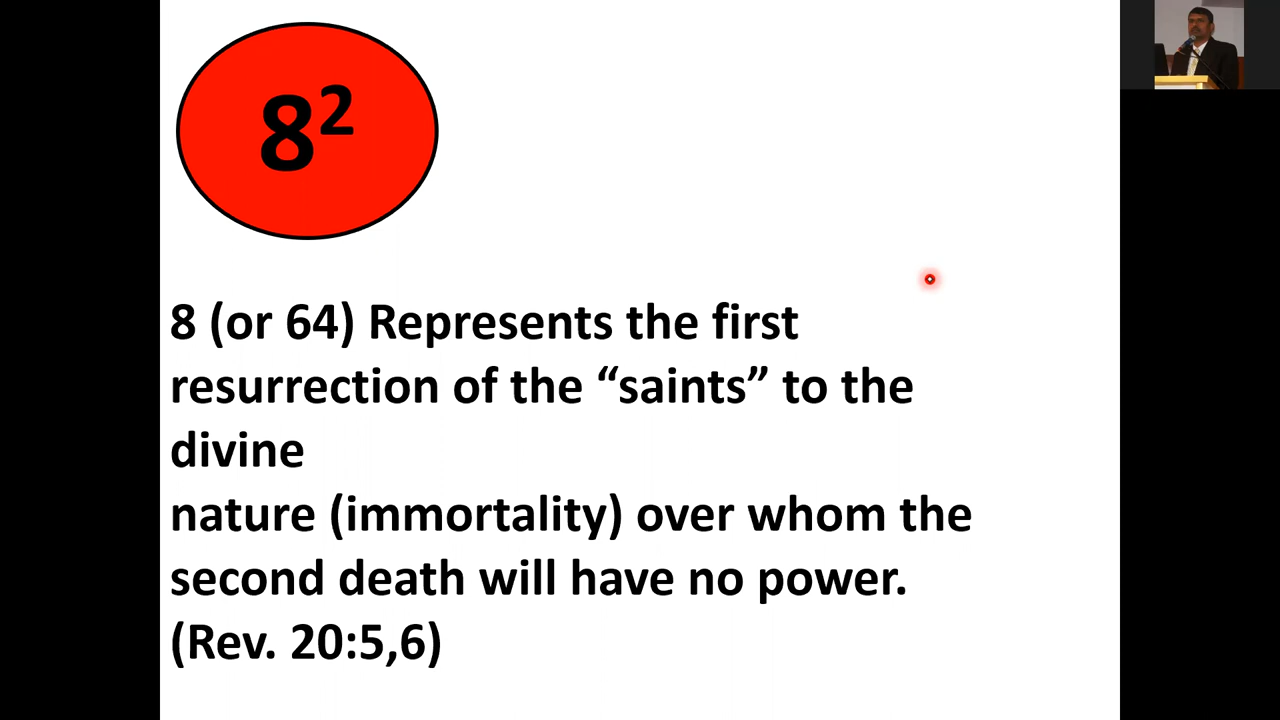 8²
8 (or 64) Represents the first
resurrection of the “saints” to the
divine
nature (immortality) over whom the
second death will have no power.
(Rev. 20:5,6)